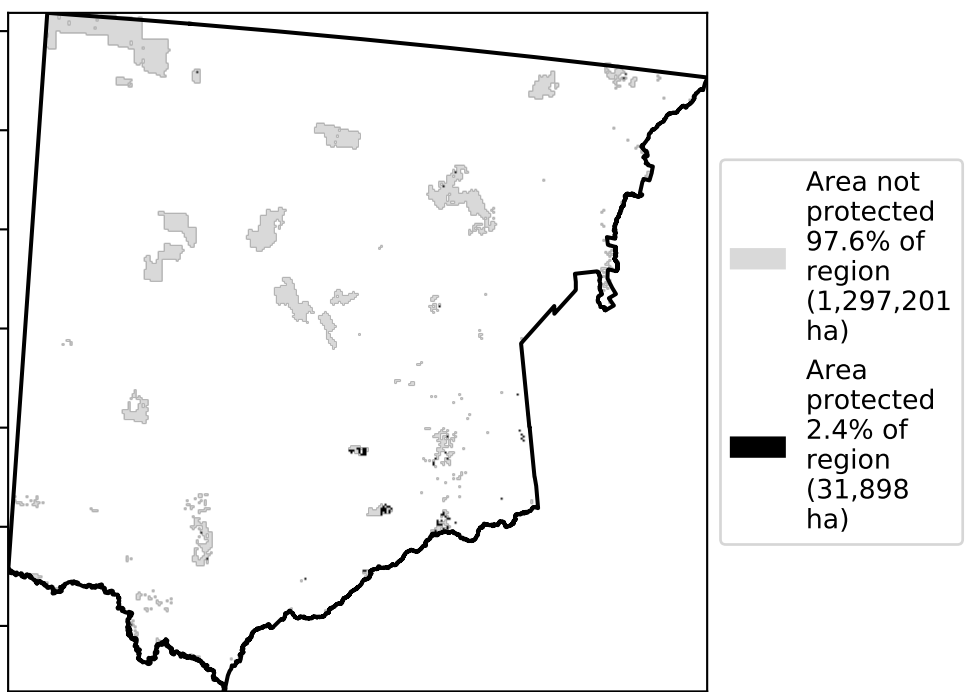 Area not
protected
97.6% of
region
(1,297,201
ha)
Area
protected
2.4% of
region
(31,898
ha)